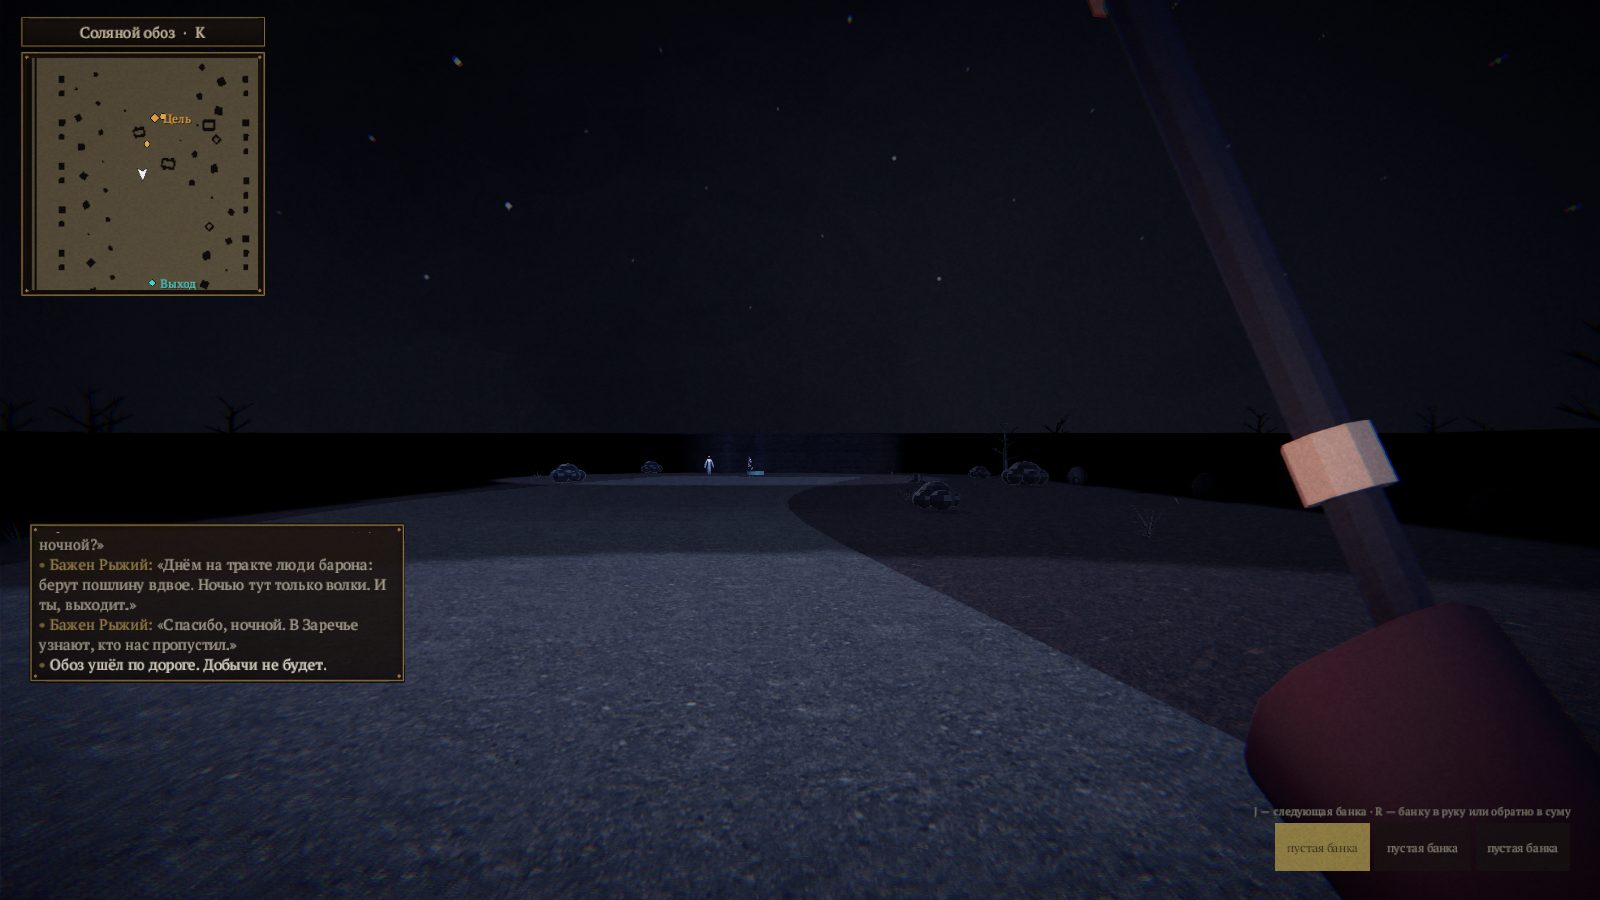 Соляной обоз · К
Цель
Выход
ночной?»
• Бажен Рыжий: «Днём на тракте люди барона:
берут пошлину вдвое. Ночью тут только волки. И
ты, выходит.»
• Бажен Рыжий: «Спасибо, ночной. В Заречье
узнают, кто нас пропустил.»
• Обоз ушёл по дороге. Добычи не будет.
J — следующая банка · R — банку в руку или обратно в суму
пустая банка пустая банка пустая банка